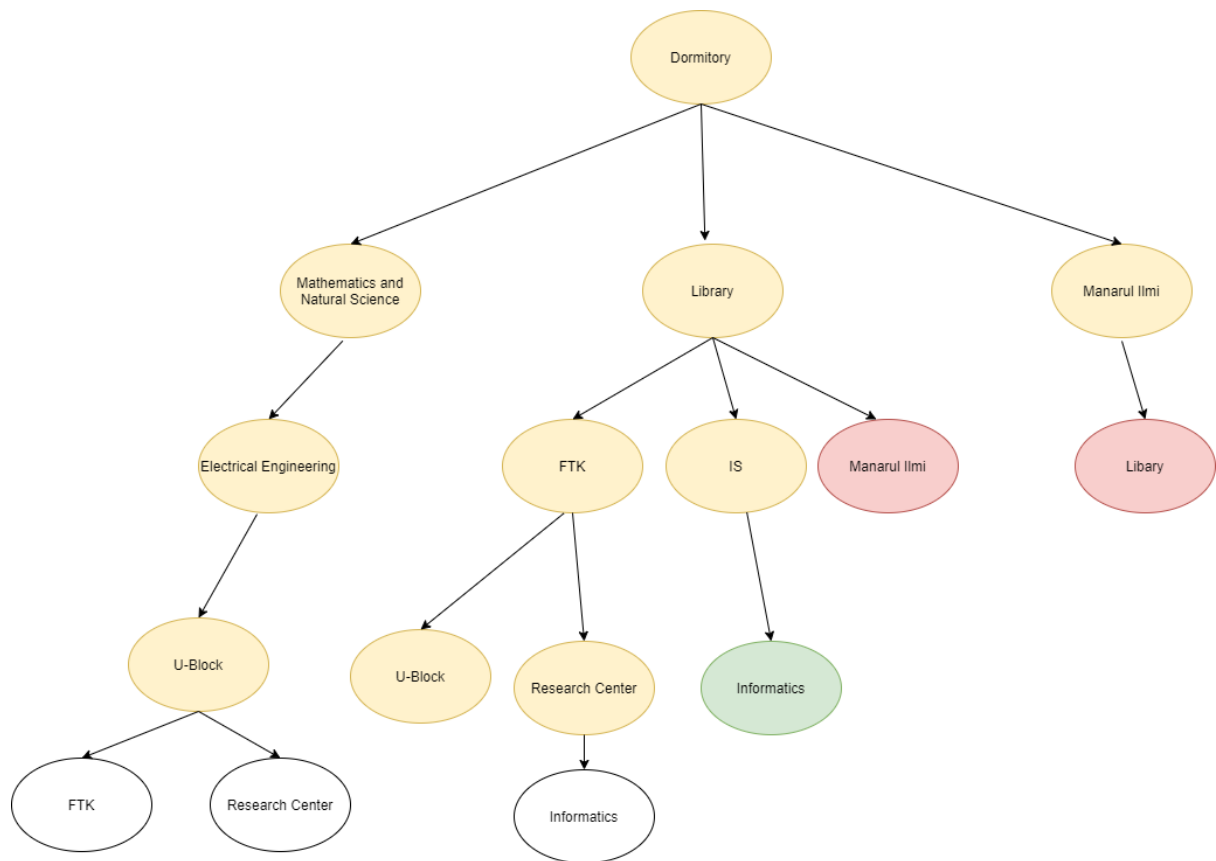 Dormitory
Mathematics and
Natural Science
Library
Manarul Ilmi
Electrical Engineering
FTK
IS
Manarul Ilmi
Libary
U-Block
U-Block
Research Center
Informatics
FTK
Research Center
Informatics